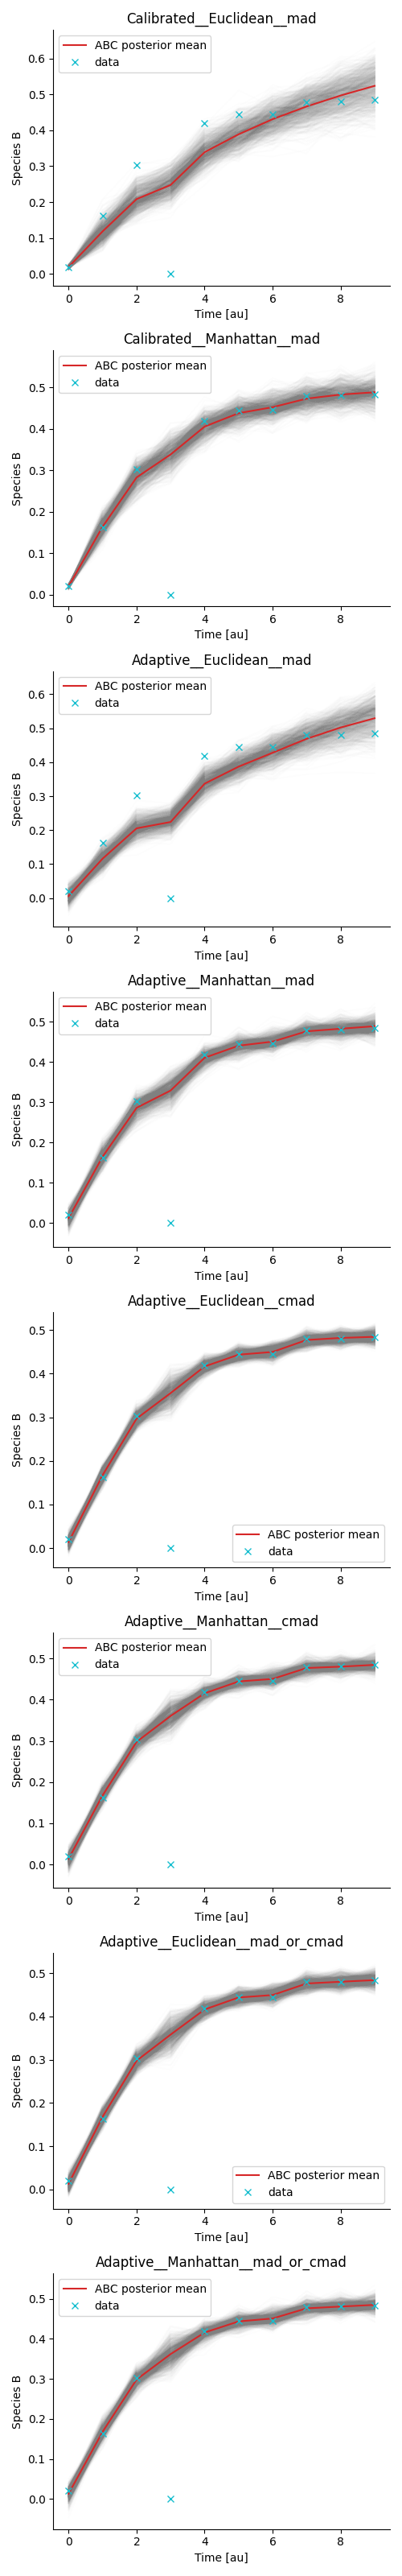 Calibrated__Euclidean__mad
ABC posterior mean
data
0.6
0.5
0.4
0.3
0.2
0.1
0.0
Species B
0 2 4 6 8
Time [au]
Calibrated__Manhattan__mad
ABC posterior mean
data
0.5
0.4
0.3
0.2
0.1
0.0
Species B
0 2 4 6 8
Time [au]
Adaptive__Euclidean__mad
ABC posterior mean
data
0.6
0.5
0.4
0.3
0.2
0.1
0.0
Species B
0 2 4 6 8
Time [au]
Adaptive__Manhattan__mad
ABC posterior mean
data
0.5
0.4
0.3
0.2
0.1
0.0
Species B
0 2 4 6 8
Time [au]
Adaptive__Euclidean__cmad
0.5
0.4
0.3
0.2
0.1
0.0
Species B
ABC posterior mean
data
0 2 4 6 8
Time [au]
Adaptive__Manhattan__cmad
ABC posterior mean
data
0.5
0.4
0.3
0.2
0.1
0.0
Species B
0 2 4 6 8
Time [au]
Adaptive__Euclidean__mad_or_cmad
0.5
0.4
0.3
0.2
0.1
0.0
Species B
ABC posterior mean
data
0 2 4 6 8
Time [au]
Adaptive__Manhattan__mad_or_cmad
ABC posterior mean
data
0.5
0.4
0.3
0.2
0.1
0.0
Species B
0 2 4 6 8
Time [au]